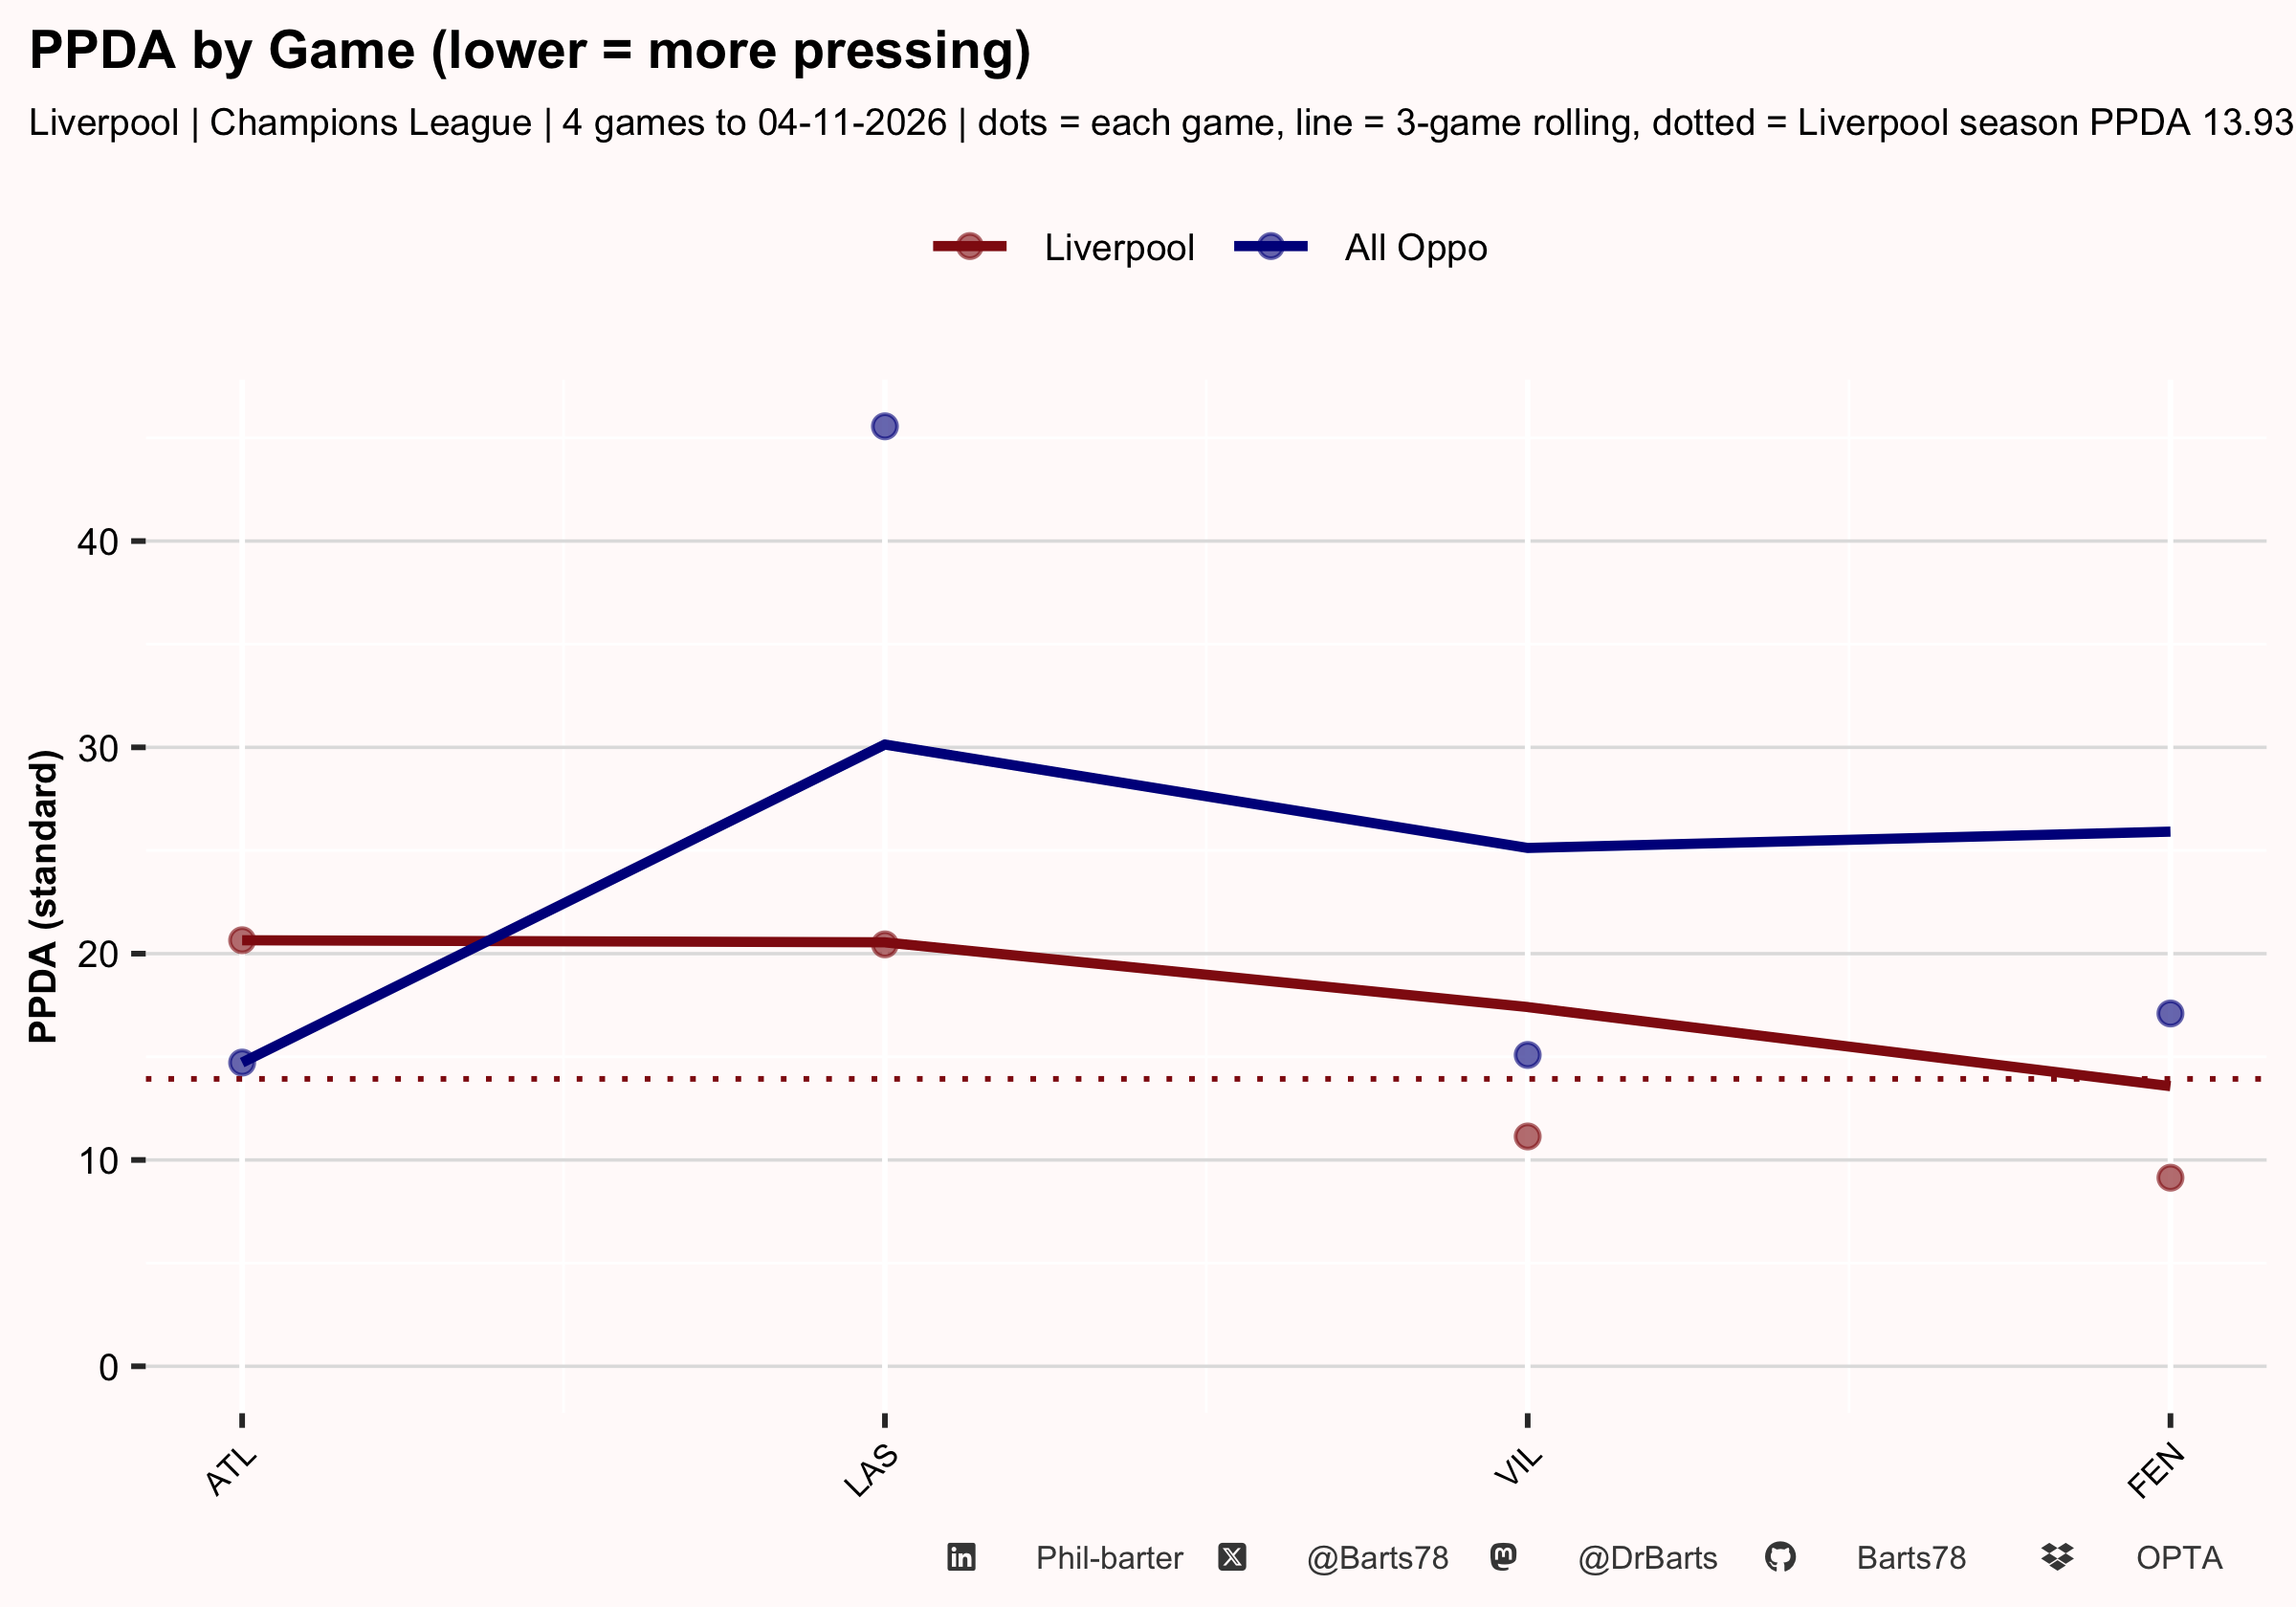 PPDA by Game (lower = more pressing)
Liverpool | Champions League | 4 games to 04-11-2026 | dots = each game, line = 3-game rolling, dotted = Liverpool season PPDA 13.93
Liverpool All Oppo
PPDA (standard)
40
30
20
10
0
ATL LAS VIL FEN
Phil-barter @Barts78 @DrBarts Barts78 OPTA